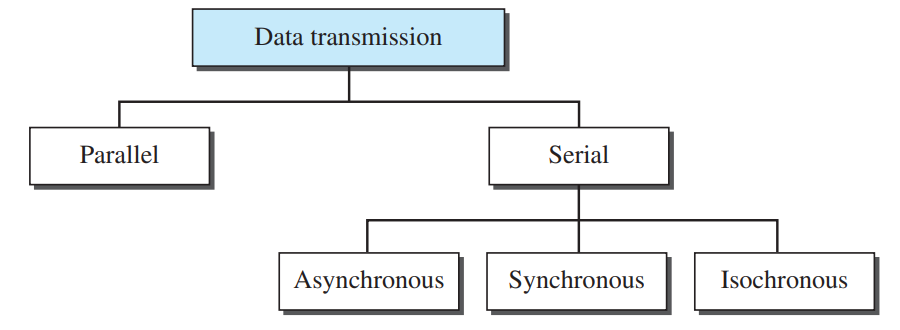 Data transmission
Parallel
Serial
Asynchronous
Synchronous
Isochronous